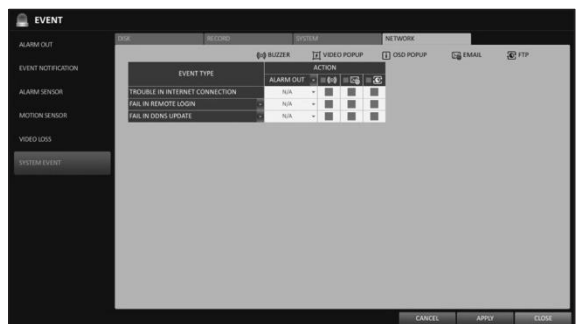 EVENT
DISK RECORD SYSTEM NETWORK
ALARM OUT
BUZZER VIDEO POPUP OSD POPUP EMAIL FTP
EVENT NOTIFICATION
EVENT TYPE ACTION
ALARM OUT
ALARM SENSOR
TROUBLE IN INTERNET CONNECTION N/A
FAIL IN REMOTE LOGIN N/A
MOTION SENSOR
FAIL IN DDNS UPDATE N/A
VIDEO LOSS
SYSTEM EVENT
CANCEL APPLY CLOSE